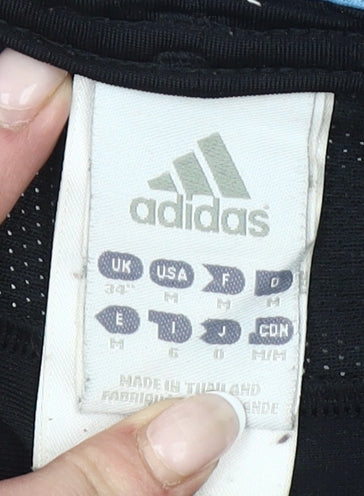 adidas
UK USA F D
34" M M M
E I J CDN
M 6 O M/M
MADE IN THAILAND